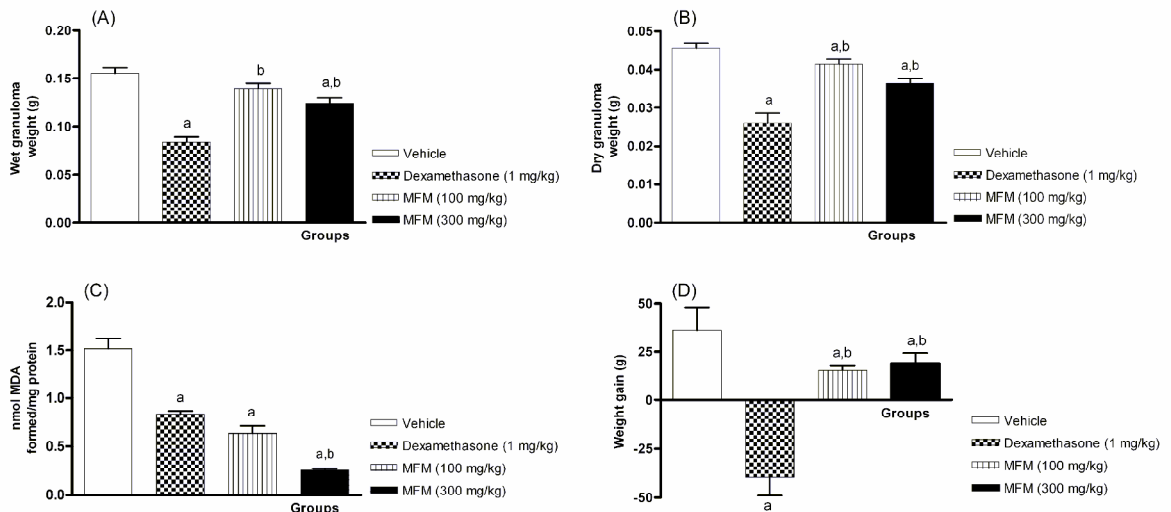 (A)
Wet granuloma
weight (g)
0.20
0.15
0.10
0.05
0.00
a
b
a,b
Groups
Vehicle
Dexamethasone (1 mg/kg)
MFM (100 mg/kg)
MFM (300 mg/kg)
(B)
Dry granuloma
weight (g)
0.05
0.04
0.03
0.02
0.01
0.00
a
a,b
a,b
Groups
Vehicle
Dexamethasone (1 mg/kg)
MFM (100 mg/kg)
MFM (300 mg/kg)
(C)
nmol MDA
formed/mg protein
2.0
1.5
1.0
0.5
0.0
a
a
a,b
Groups
Vehicle
Dexamethasone (1 mg/kg)
MFM (100 mg/kg)
MFM (300 mg/kg)
(D)
Weight gain (g)
50
25
0
-25
-50
a
a,b
a,b
Groups
Vehicle
Dexamethasone (1 mg/kg)
MFM (100 mg/kg)
MFM (300 mg/kg)